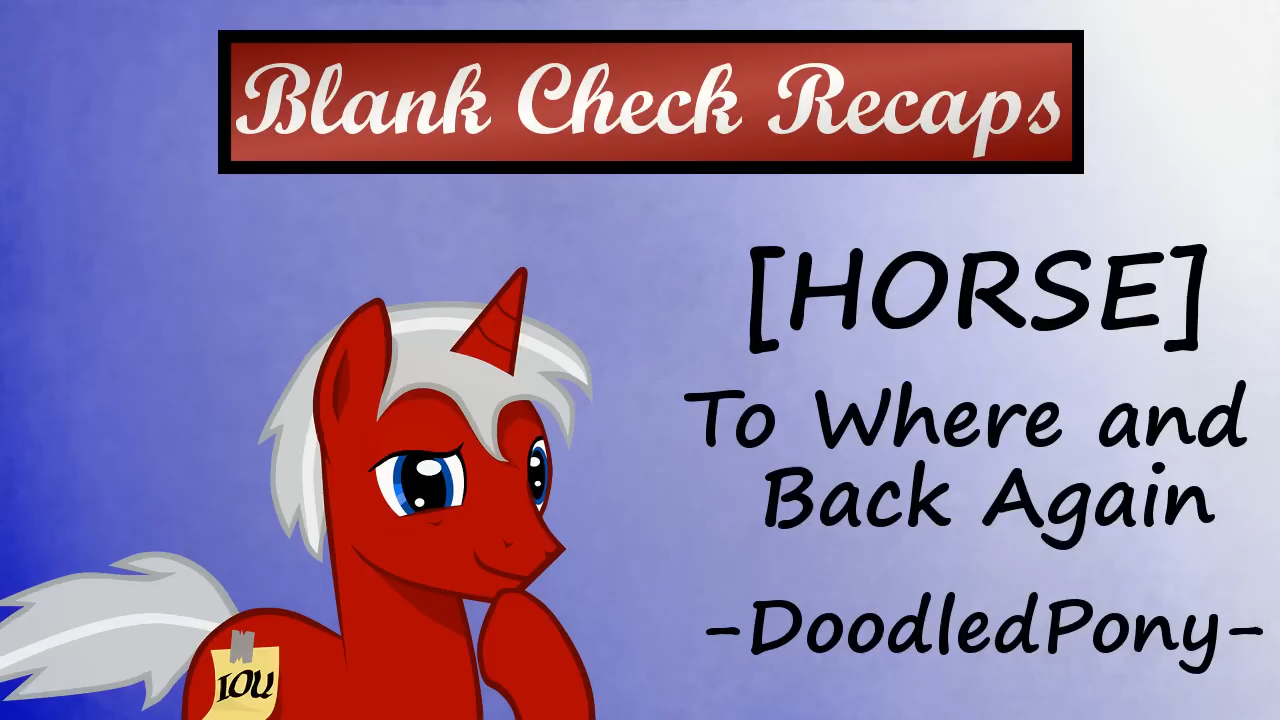 Blank Check Recaps
[HORSE]
To Where and
Back Again
-DoodledPony-
IOU